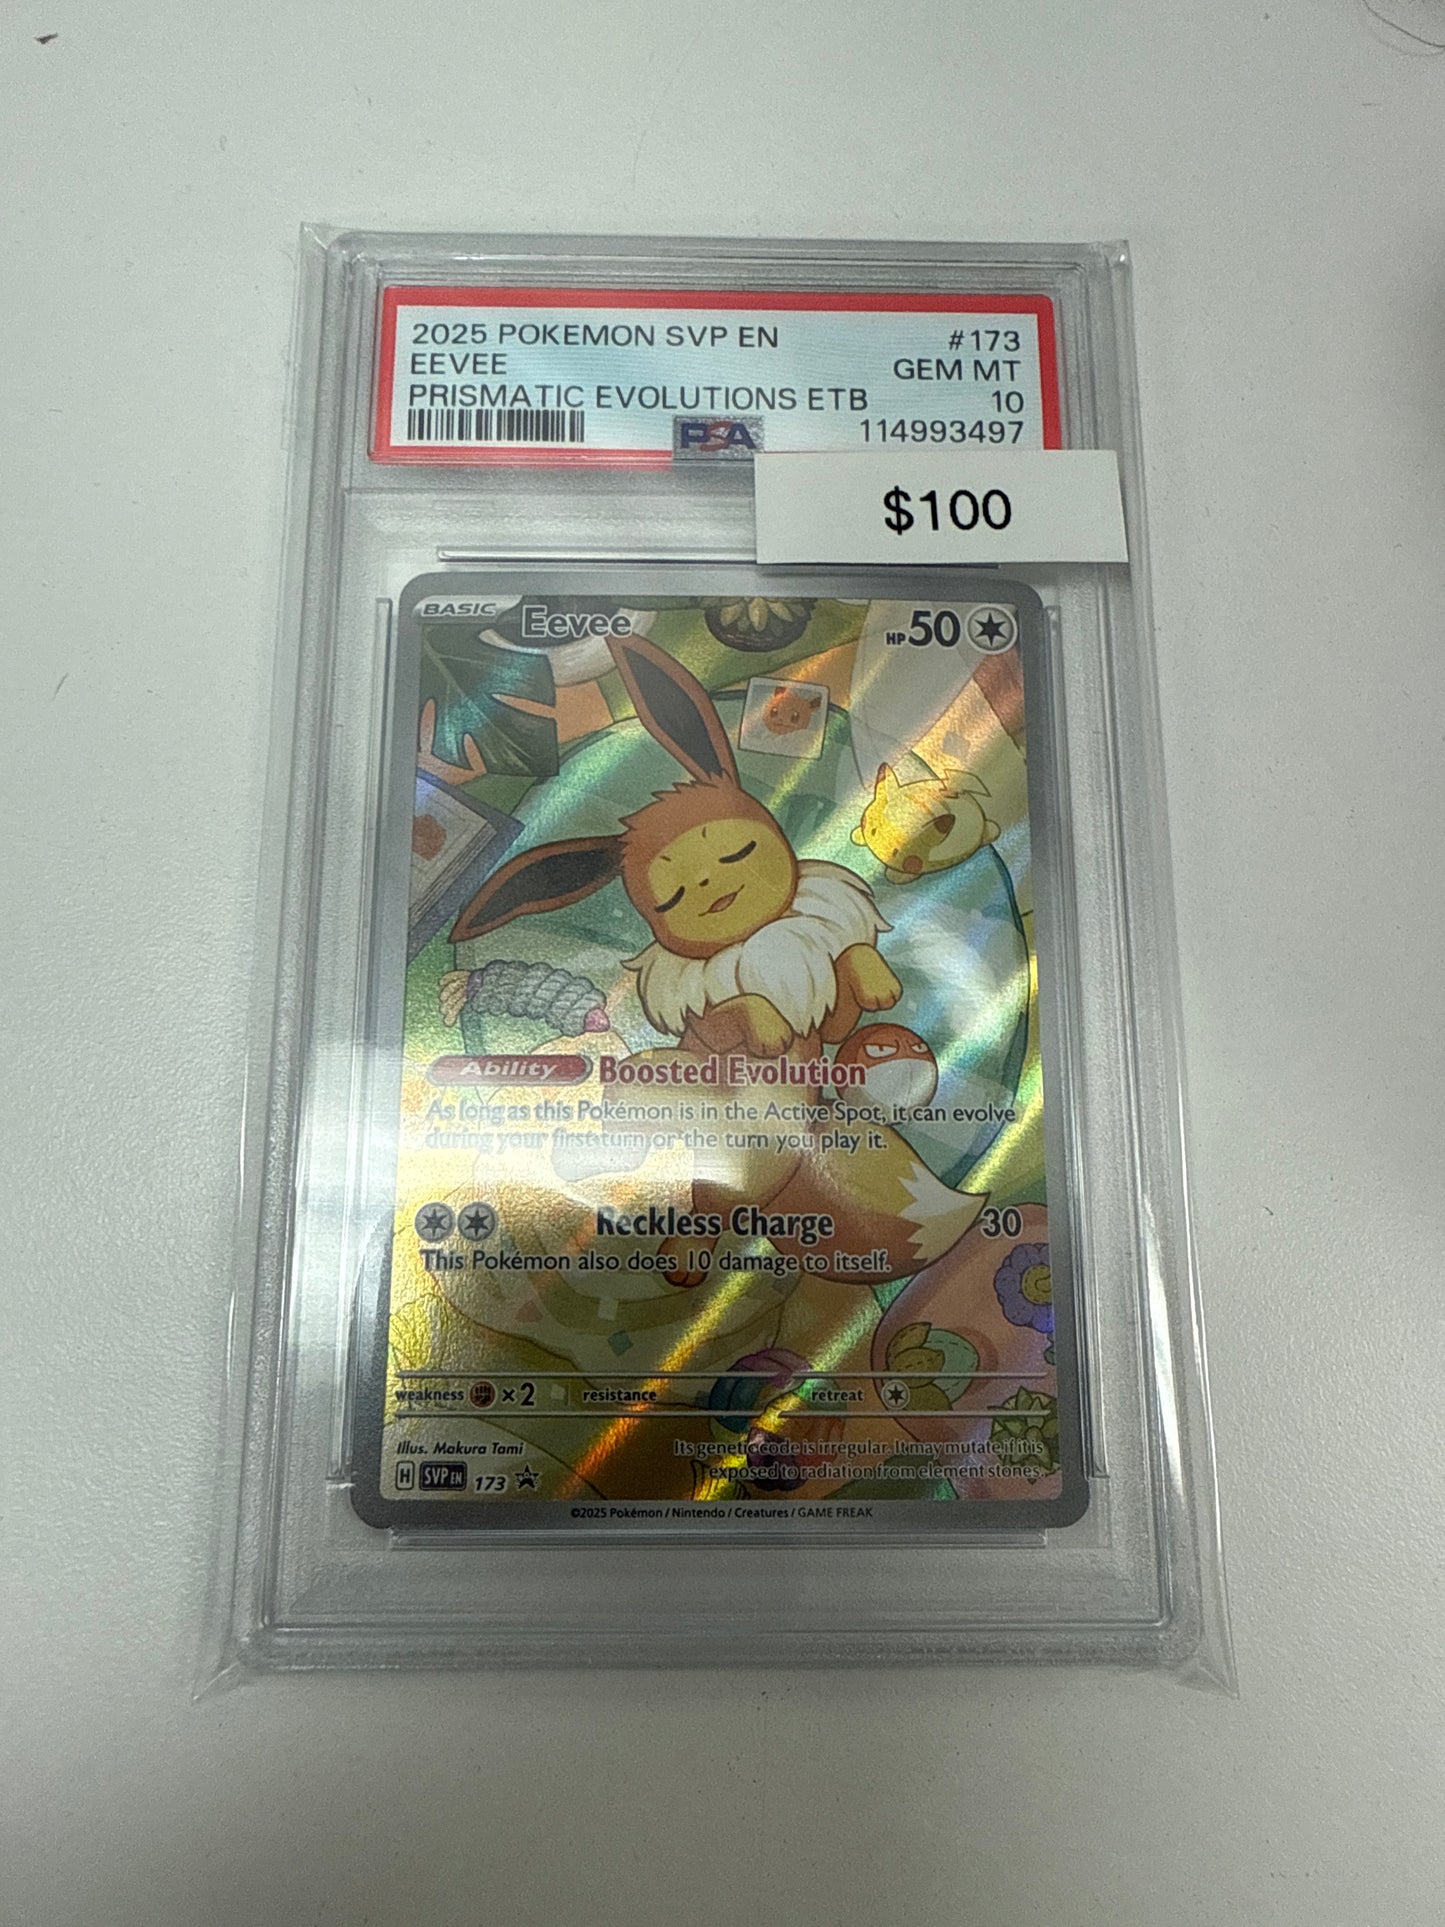 2025 POKEMON SVP EN #173
EEVEE GEM MT
PRISMATIC EVOLUTIONS ETB 10
PSA 114993497
$100
BASIC Eevee HP 50
Ability Boosted Evolution
As long as this Pokémon is in the Active Spot, it can evolve
during your first turn or the turn you play it.
Reckless Charge 30
This Pokémon also does 10 damage to itself.
weakness ×2 resistance retreat
Illus. Makura Tami
Its genetic code is irregular. It may mutate if it is
exposed to radiation from element stones.
H SVP EN 173
©2025 Pokémon / Nintendo / Creatures / GAME FREAK